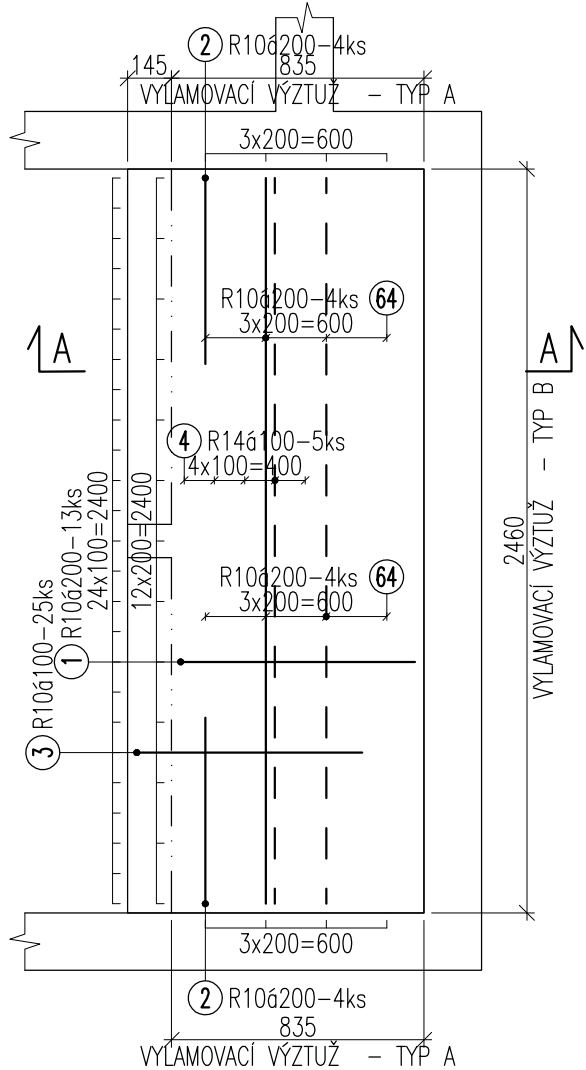 2 R10á200-4ks
145 835
VYLAMOVACÍ VÝZTUŽ - TYP A
3x200=600
R10á200-4ks 64
3x200=600
A A
4 R14á100-5ks
4x100=400
24x100=2400
12x200=2400
R10á200-4ks 64
3x200=600
1 R10á200-13ks
3 R10á100-25ks
2460
VYLAMOVACÍ VÝZTUŽ - TYP B
3x200=600
2 R10á200-4ks
835
VYLAMOVACÍ VÝZTUŽ - TYP A